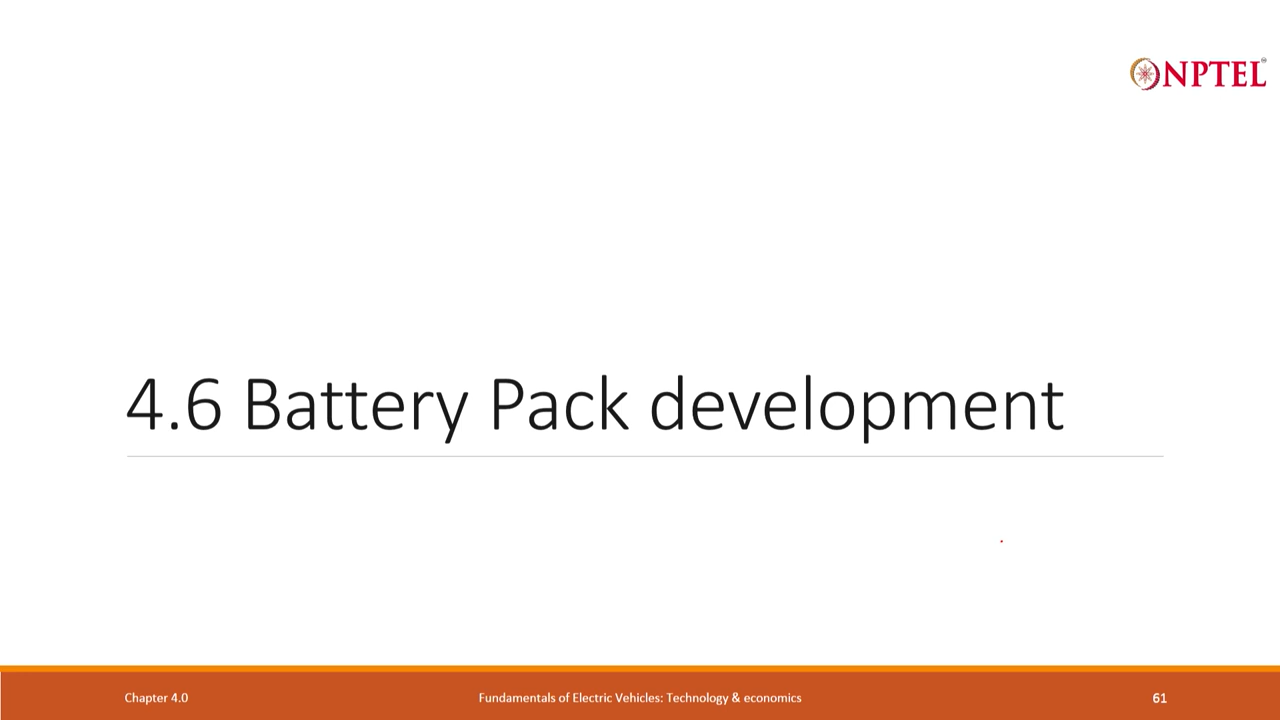 NPTEL
4.6 Battery Pack development
Chapter 4.0
Fundamentals of Electric Vehicles: Technology & economics
61